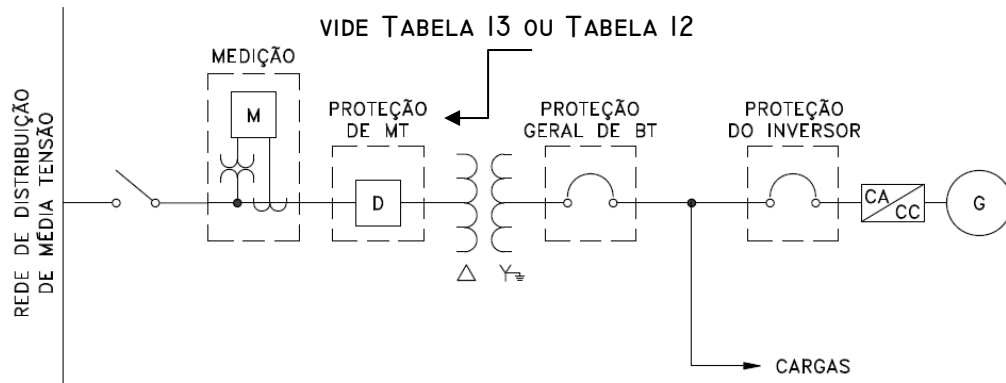 VIDE TABELA 13 OU TABELA 12
MEDIÇÃO
M
PROTEÇÃO
DE MT
D
PROTEÇÃO
GERAL DE BT
PROTEÇÃO
DO INVERSOR
CA
CC
G
REDE DE DISTRIBUIÇÃO
DE MÉDIA TENSÃO
CARGAS